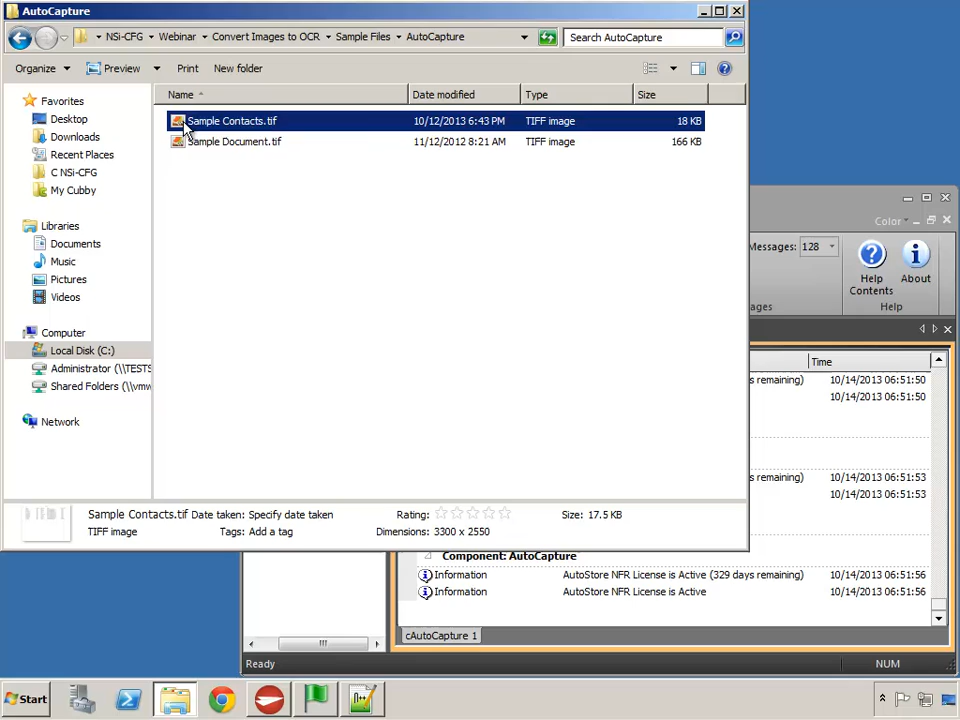 AutoCapture
NSi-CFG Webinar Convert Images to OCR Sample Files AutoCapture
Search AutoCapture
Organize Preview Print New folder
Name Date modified Type Size
Favorites
Desktop
Downloads
Recent Places
C NSi-CFG
My Cubby
Libraries
Documents
Music
Pictures
Videos
Computer
Local Disk (C:)
Administrator (\\TESTS
Shared Folders (\\vmw
Network
Sample Contacts.tif 10/12/2013 6:43 PM TIFF image 18 KB
Sample Document.tif 11/12/2012 8:21 AM TIFF image 166 KB
Sample Contacts.tif Date taken: Specify date taken Rating: Size: 17.5 KB
TIFF image Tags: Add a tag Dimensions: 3300 x 2550
Color
Messages: 128
Help Contents
About
ages
Help
Time
s remaining) 10/14/2013 06:51:50
10/14/2013 06:51:50
s remaining) 10/14/2013 06:51:53
10/14/2013 06:51:53
Component: AutoCapture
Information AutoStore NFR License is Active (329 days remaining) 10/14/2013 06:51:56
Information AutoStore NFR License is Active 10/14/2013 06:51:56
cAutoCapture 1
Ready NUM
Start